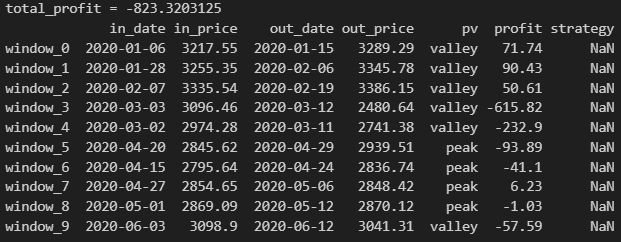 total_profit = -823.3203125
in_date in_price out_date out_price pv profit strategy
window_0 2020-01-06 3217.55 2020-01-15 3289.29 valley 71.74 NaN
window_1 2020-01-28 3255.35 2020-02-06 3345.78 valley 90.43 NaN
window_2 2020-02-07 3335.54 2020-02-19 3386.15 valley 50.61 NaN
window_3 2020-03-03 3096.46 2020-03-12 2480.64 valley -615.82 NaN
window_4 2020-03-02 2974.28 2020-03-11 2741.38 valley -232.9 NaN
window_5 2020-04-20 2845.62 2020-04-29 2939.51 peak -93.89 NaN
window_6 2020-04-15 2795.64 2020-04-24 2836.74 peak -41.1 NaN
window_7 2020-04-27 2854.65 2020-05-06 2848.42 peak 6.23 NaN
window_8 2020-05-01 2869.09 2020-05-12 2870.12 peak -1.03 NaN
window_9 2020-06-03 3098.9 2020-06-12 3041.31 valley -57.59 NaN